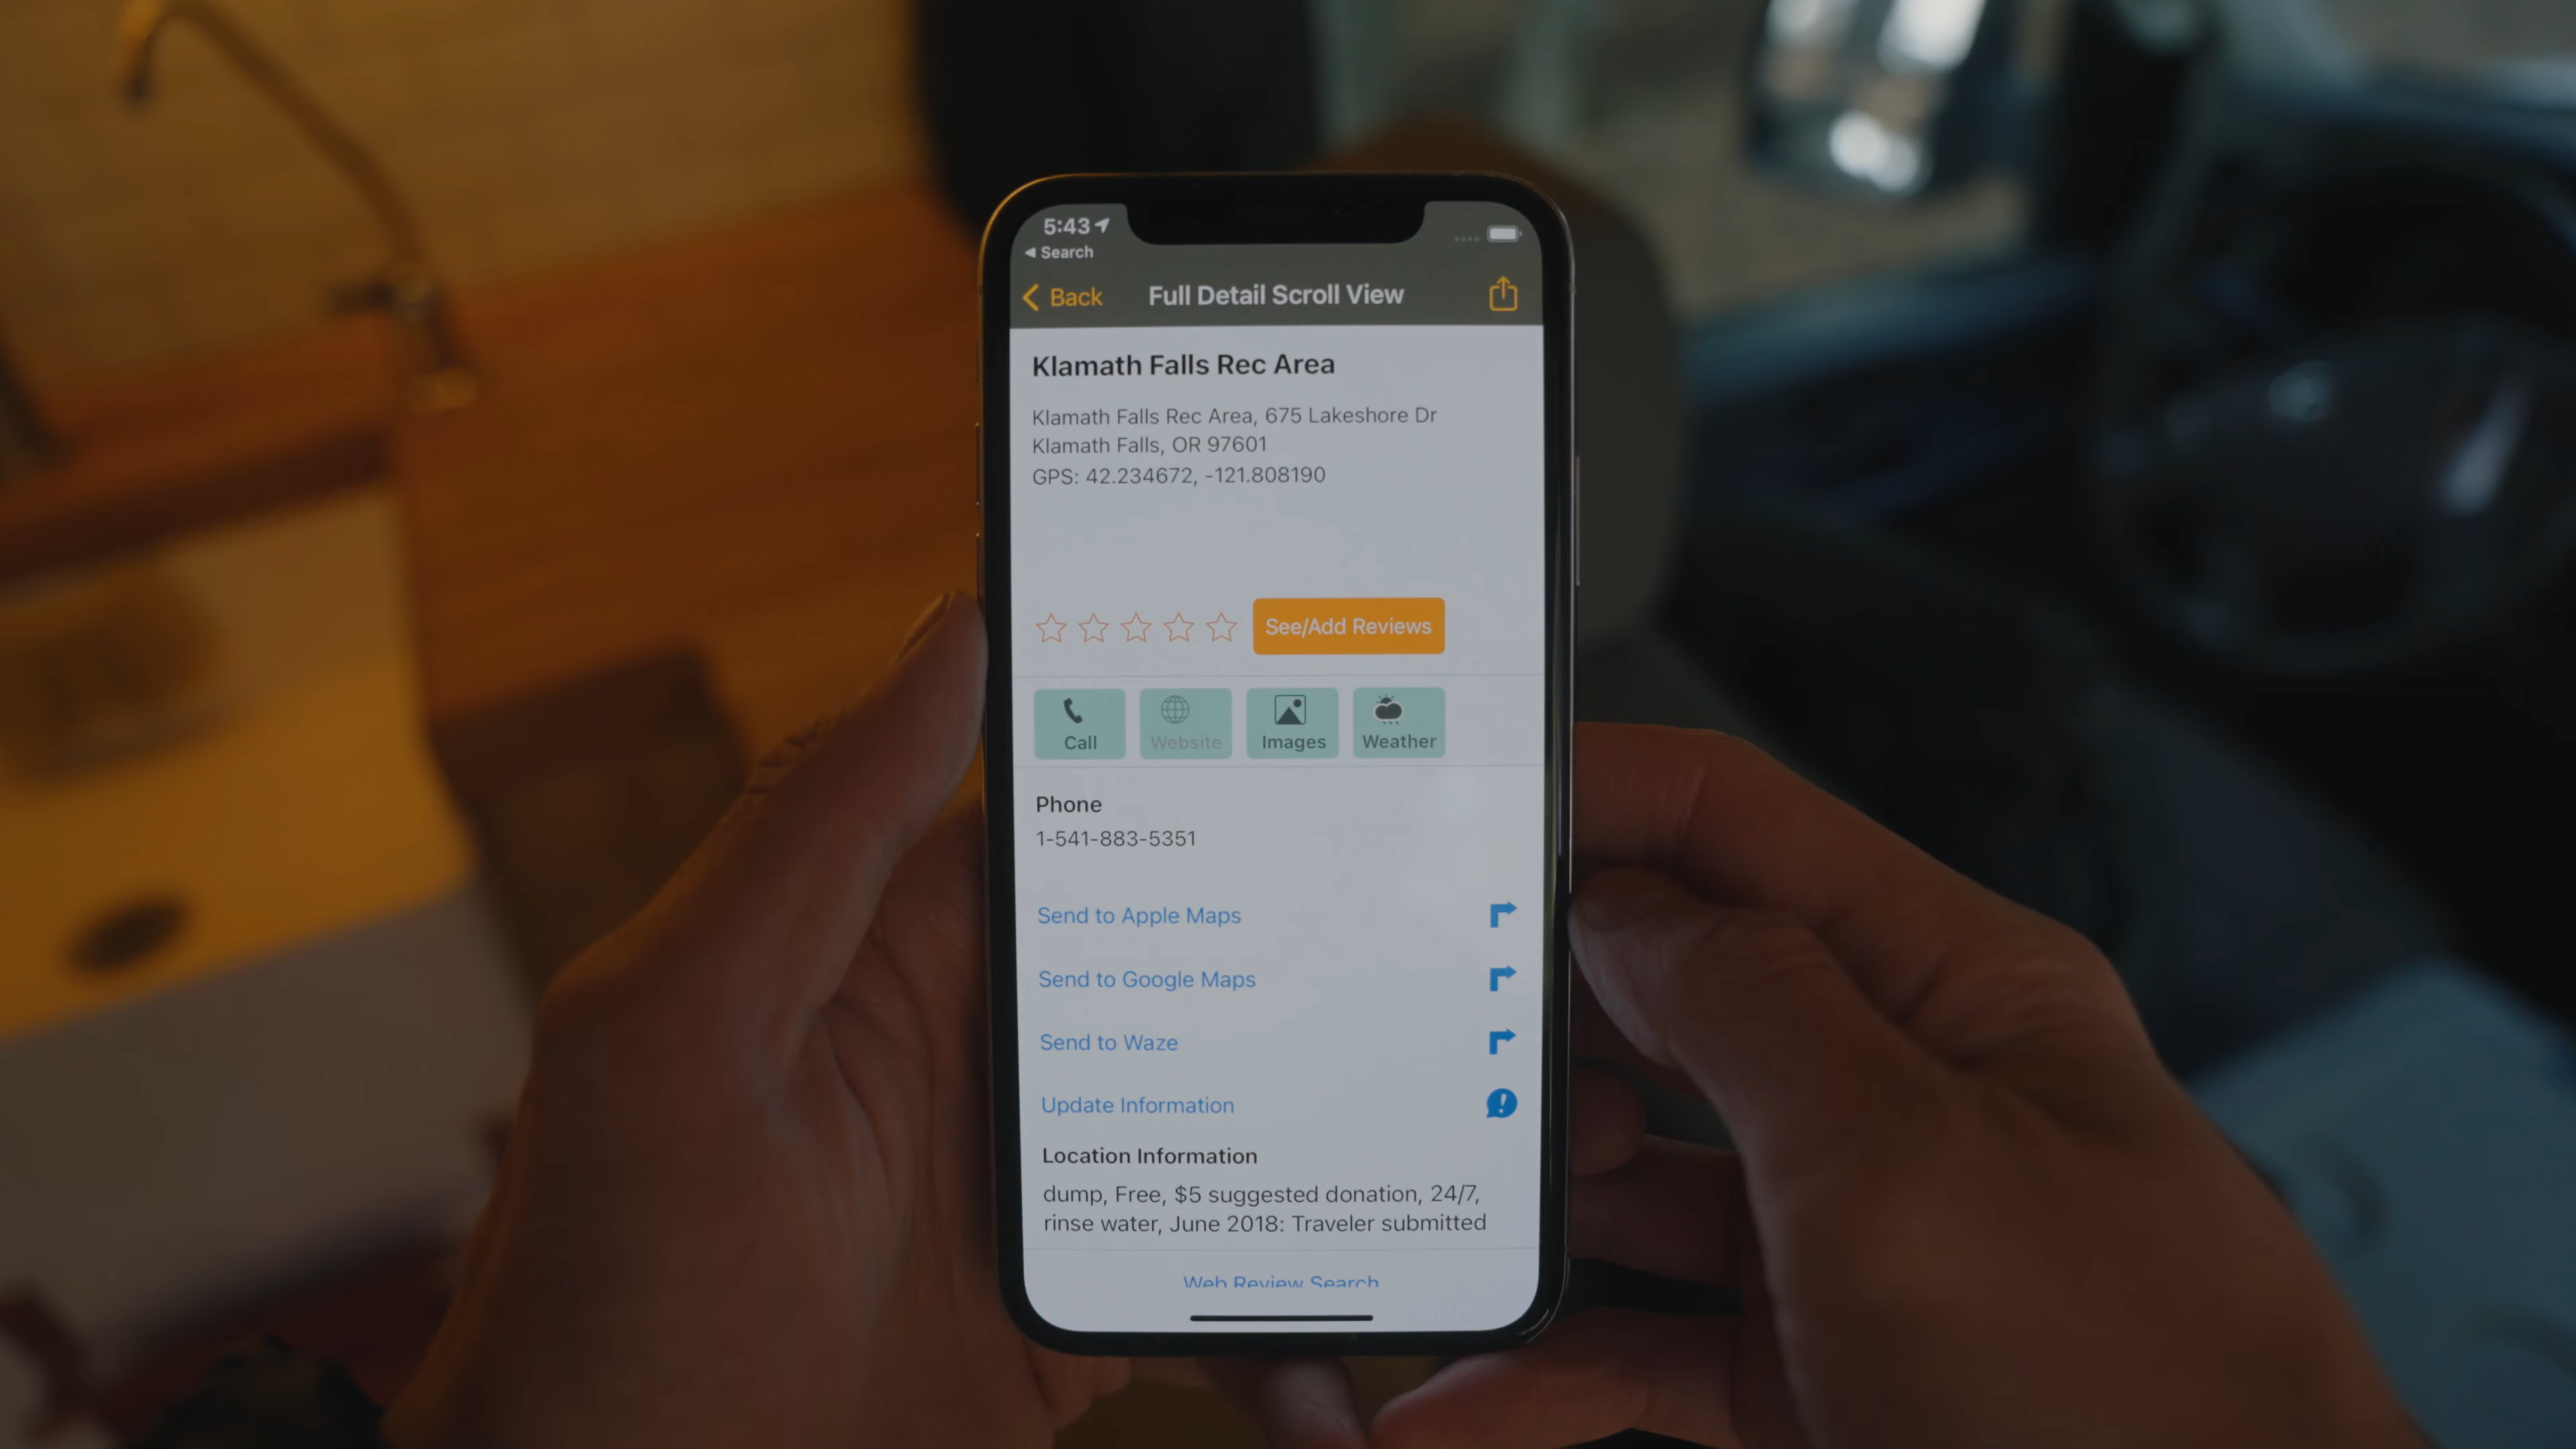 5:43
Search
Back
Full Detail Scroll View
Klamath Falls Rec Area
Klamath Falls Rec Area, 675 Lakeshore Dr
Klamath Falls, OR 97601
GPS: 42.234672, -121.808190
See/Add Reviews
Call
Website
Images
Weather
Phone
1-541-883-5351
Send to Apple Maps
Send to Google Maps
Send to Waze
Update Information
Location Information
dump, Free, $5 suggested donation, 24/7,
rinse water, June 2018: Traveler submitted
Web Review Search